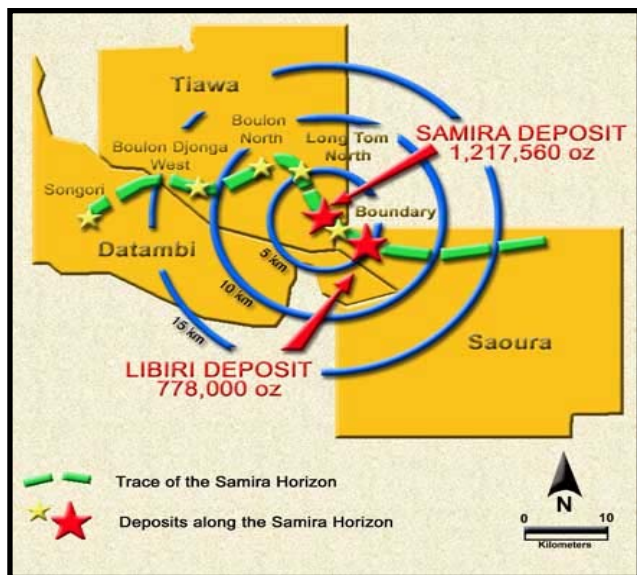 Tiawa
Boulon
North
Long Tom
North
SAMIRA DEPOSIT
1,217,560 oz
Boulon Djonga
West
Songori
Boundary
Datambi
5 km
10 km
15 km
Saoura
LIBIRI DEPOSIT
778,000 oz
Trace of the Samira Horizon
Deposits along the Samira Horizon
N
0 10
Kilometers